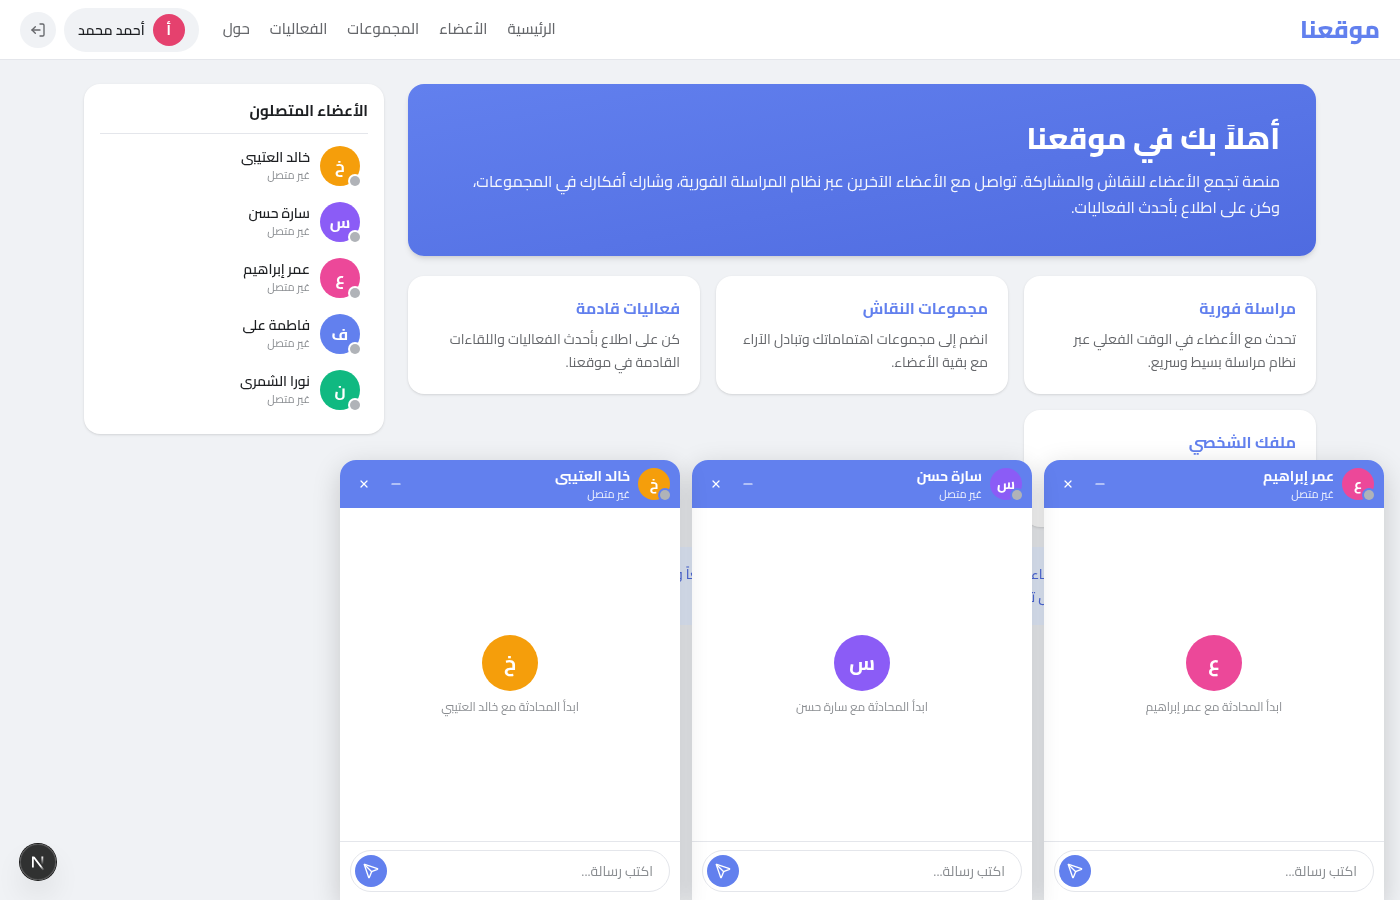 موقعنا
الرئيسية
الأعضاء
المجموعات
الفعاليات
حول
أ
أحمد محمد
أهلاً بك في موقعنا
منصة تجمع الأعضاء للنقاش والمشاركة. تواصل مع الأعضاء الآخرين عبر نظام المراسلة الفورية، وشارك أفكارك في المجموعات،
وكن على اطلاع بأحدث الفعاليات.
مراسلة فورية
تحدث مع الأعضاء في الوقت الفعلي عبر
نظام مراسلة بسيط وسريع.
مجموعات النقاش
انضم إلى مجموعات اهتماماتك وتبادل الآراء
مع بقية الأعضاء.
فعاليات قادمة
كن على اطلاع بأحدث الفعاليات واللقاءات
القادمة في موقعنا.
ملفك الشخصي
الأعضاء المتصلون
خ
خالد العتيبى
غير متصل
س
سارة حسن
غير متصل
ع
عمر إبراهيم
غير متصل
ف
فاطمة على
غير متصل
ن
نورا الشمرى
غير متصل
ع
عمر إبراهيم
غير متصل
ع
ابدأ المحادثة مع عمر إبراهيم
اكتب رسالة...
س
سارة حسن
غير متصل
س
ابدأ المحادثة مع سارة حسن
اكتب رسالة...
خ
خالد العتيبى
غير متصل
خ
ابدأ المحادثة مع خالد العتيبي
اكتب رسالة...
N